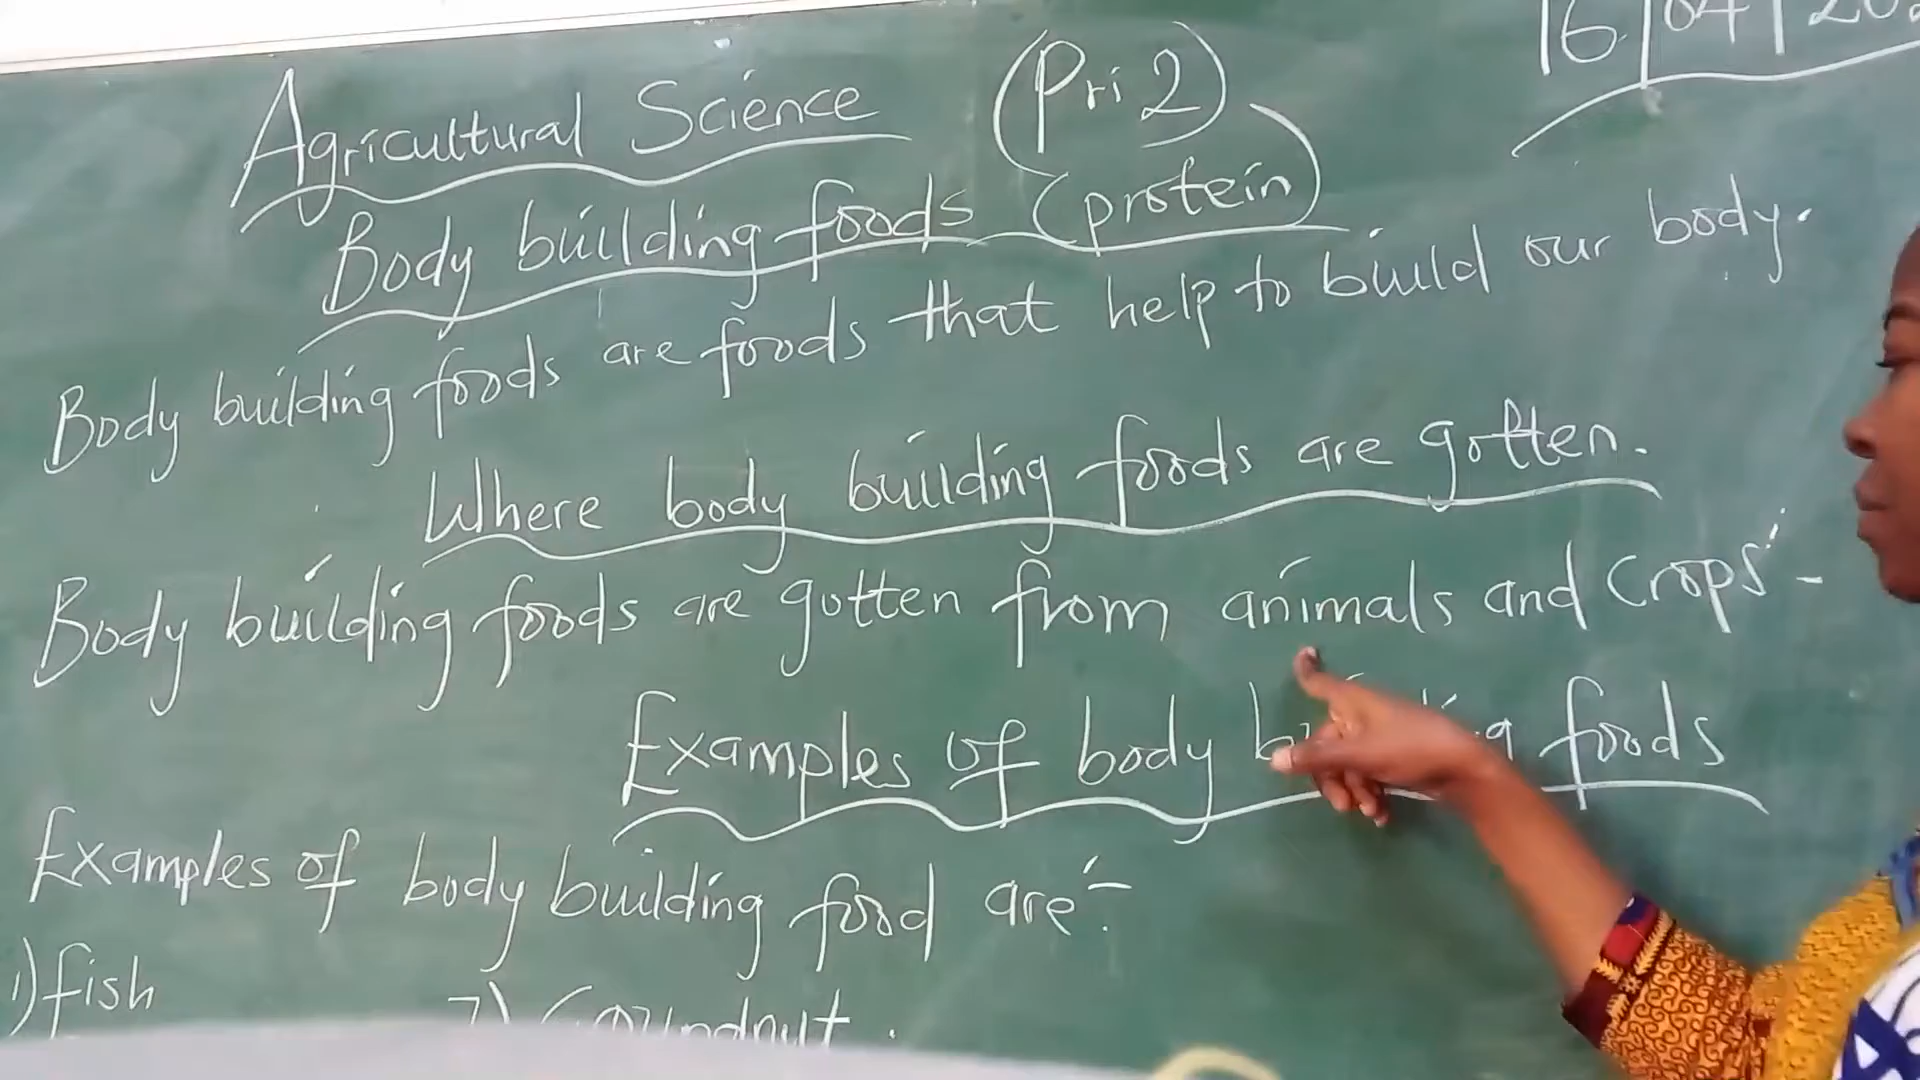 Agricultural Science (Pri 2) 16/04/202
Body building foods (protein)
Body building foods are foods that help to build our body.
Where body building foods are gotten.
Body building foods are gotten from animals and Crops:-
Examples of body building foods
Examples of body building food are:-
1) fish 7) Groundnut.